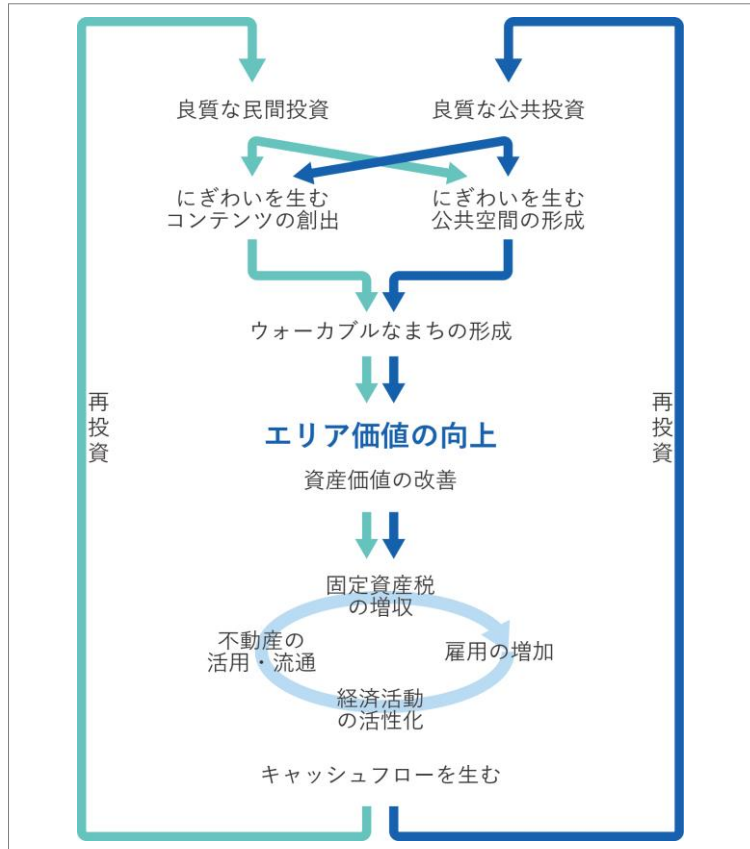 良質な民間投資
良質な公共投資
にぎわいを生む
コンテンツの創出
にぎわいを生む
公共空間の形成
ウォーカブルなまちの形成
再投資
再投資
エリア価値の向上
資産価値の改善
固定資産税
の増収
不動産の
活用・流通
雇用の増加
経済活動
の活性化
キャッシュフローを生む